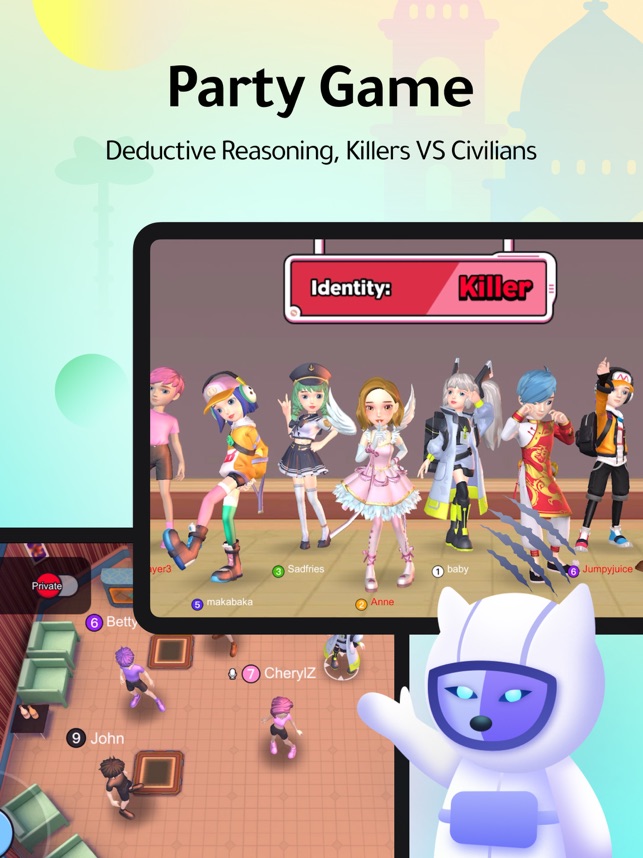 Party Game
Deductive Reasoning, Killers VS Civilians
Identity: Killer
ayer3
3 Sadfries
1 baby
6 Jumpyjuice
5 makabaka
2 Anne
Private
6 Betty
7 CherylZ
9 John